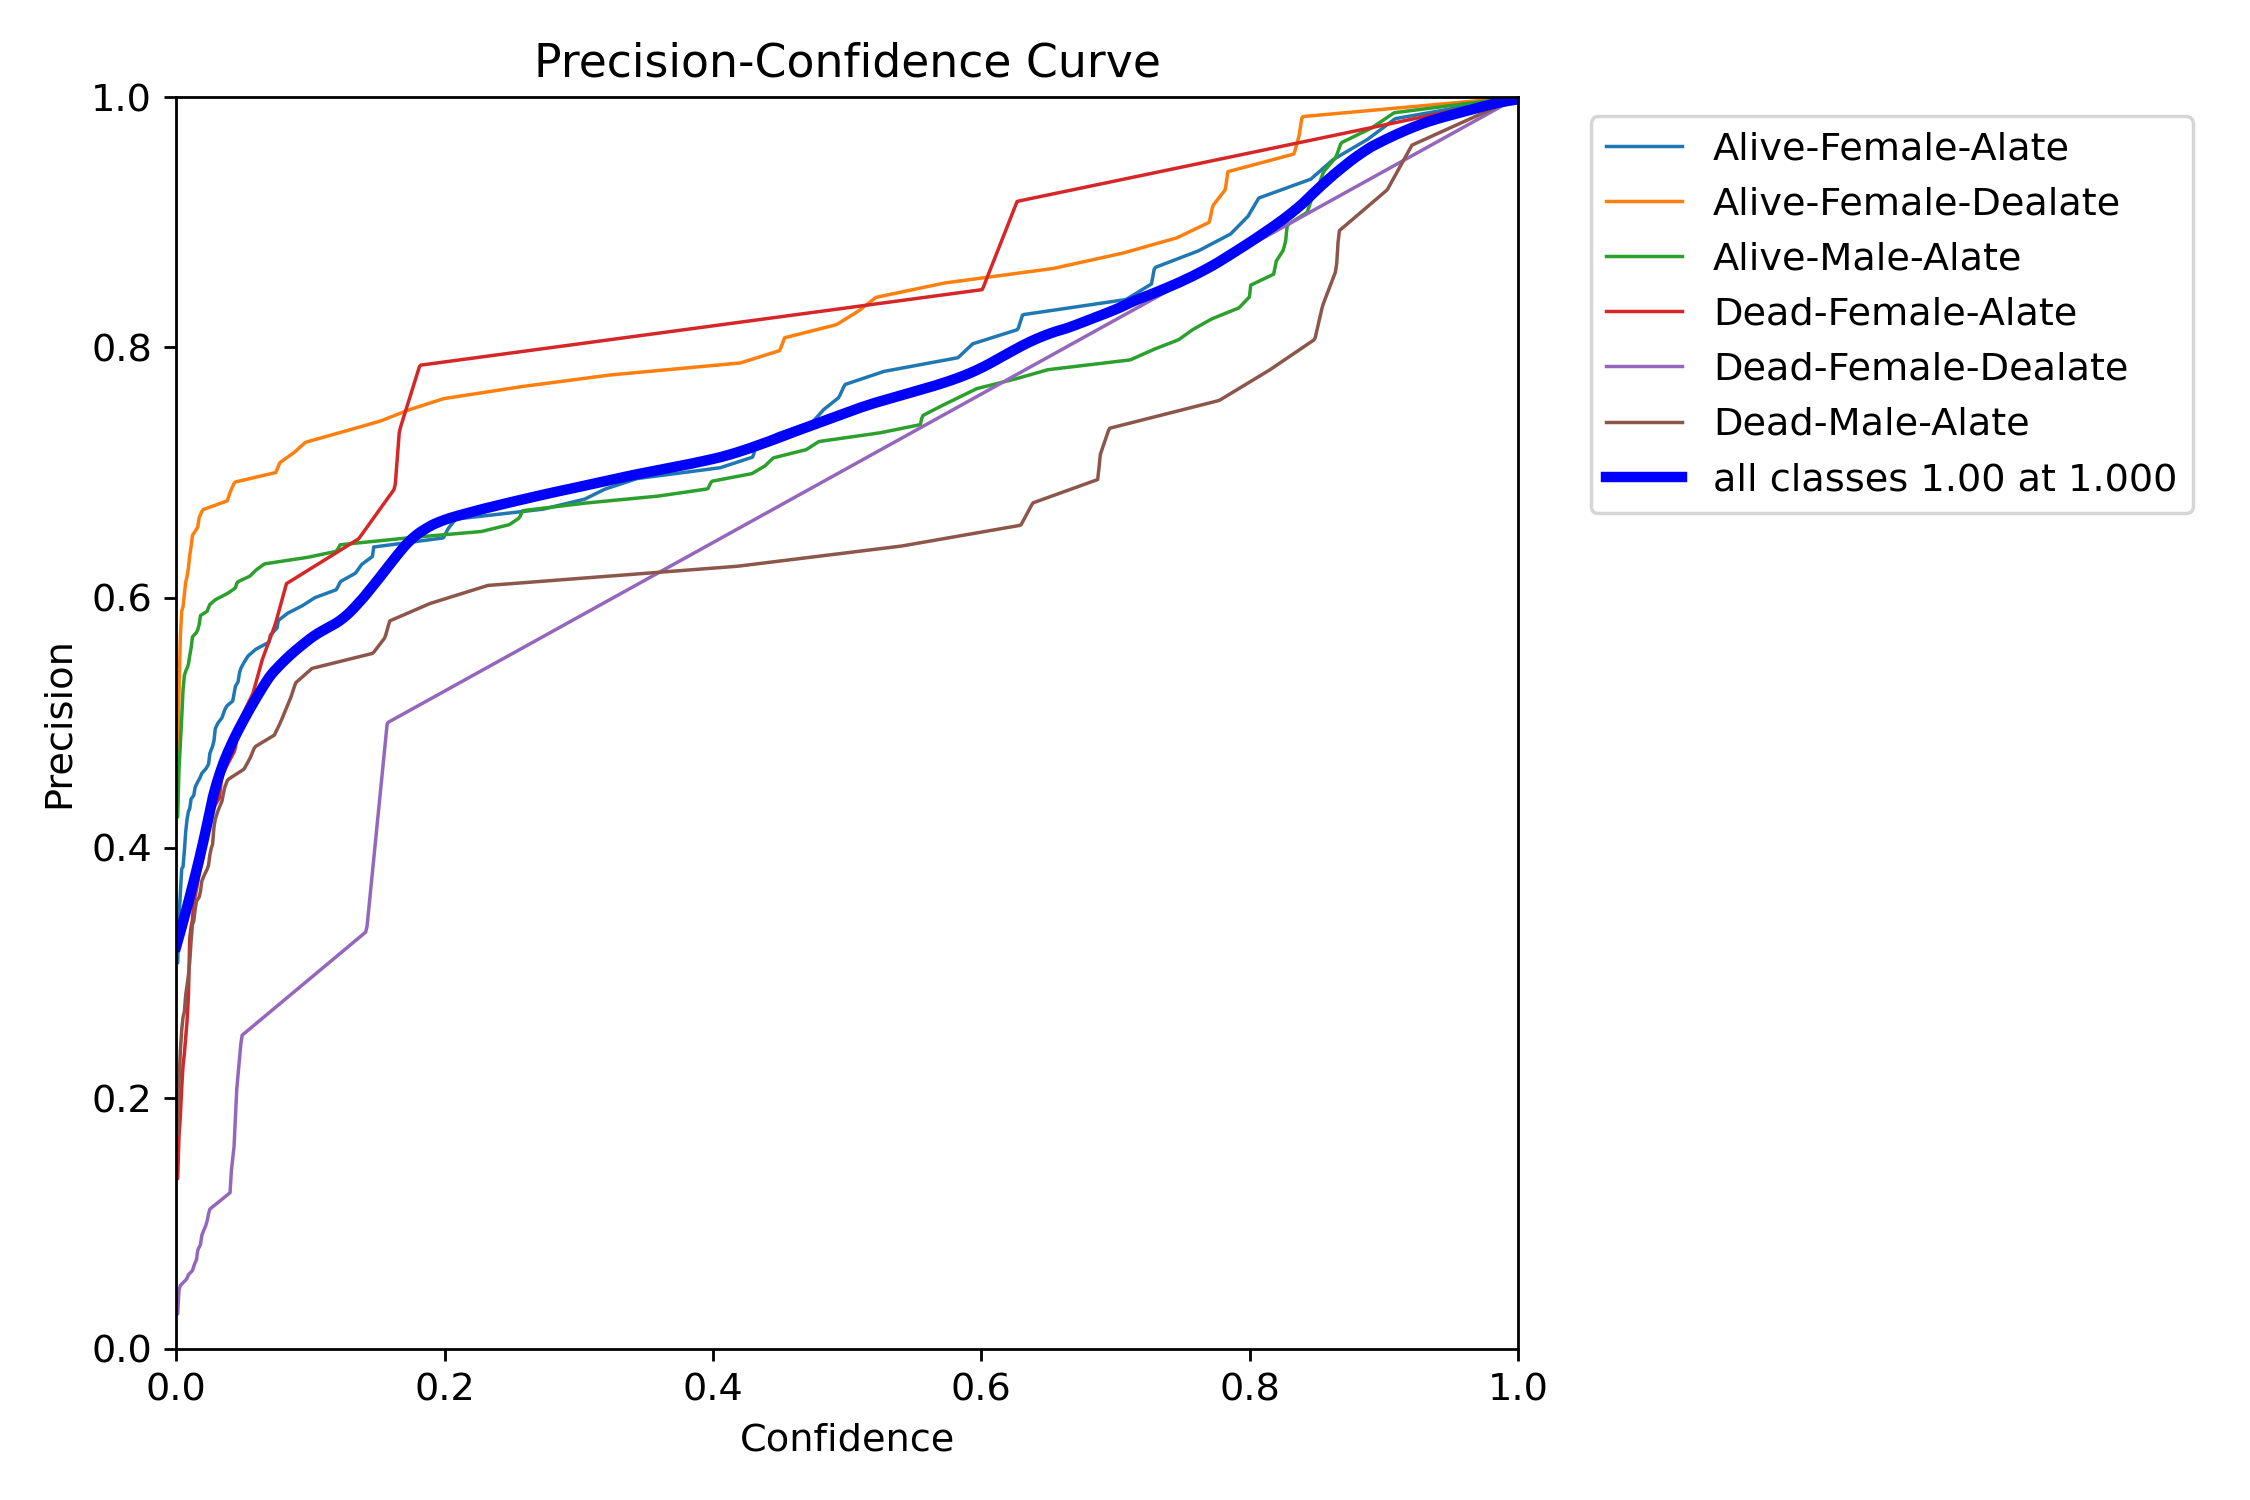 Precision-Confidence Curve
1.0
0.8
0.6
0.4
0.2
0.0
Precision
0.0 0.2 0.4 0.6 0.8 1.0
Confidence
Alive-Female-Alate
Alive-Female-Dealate
Alive-Male-Alate
Dead-Female-Alate
Dead-Female-Dealate
Dead-Male-Alate
all classes 1.00 at 1.000